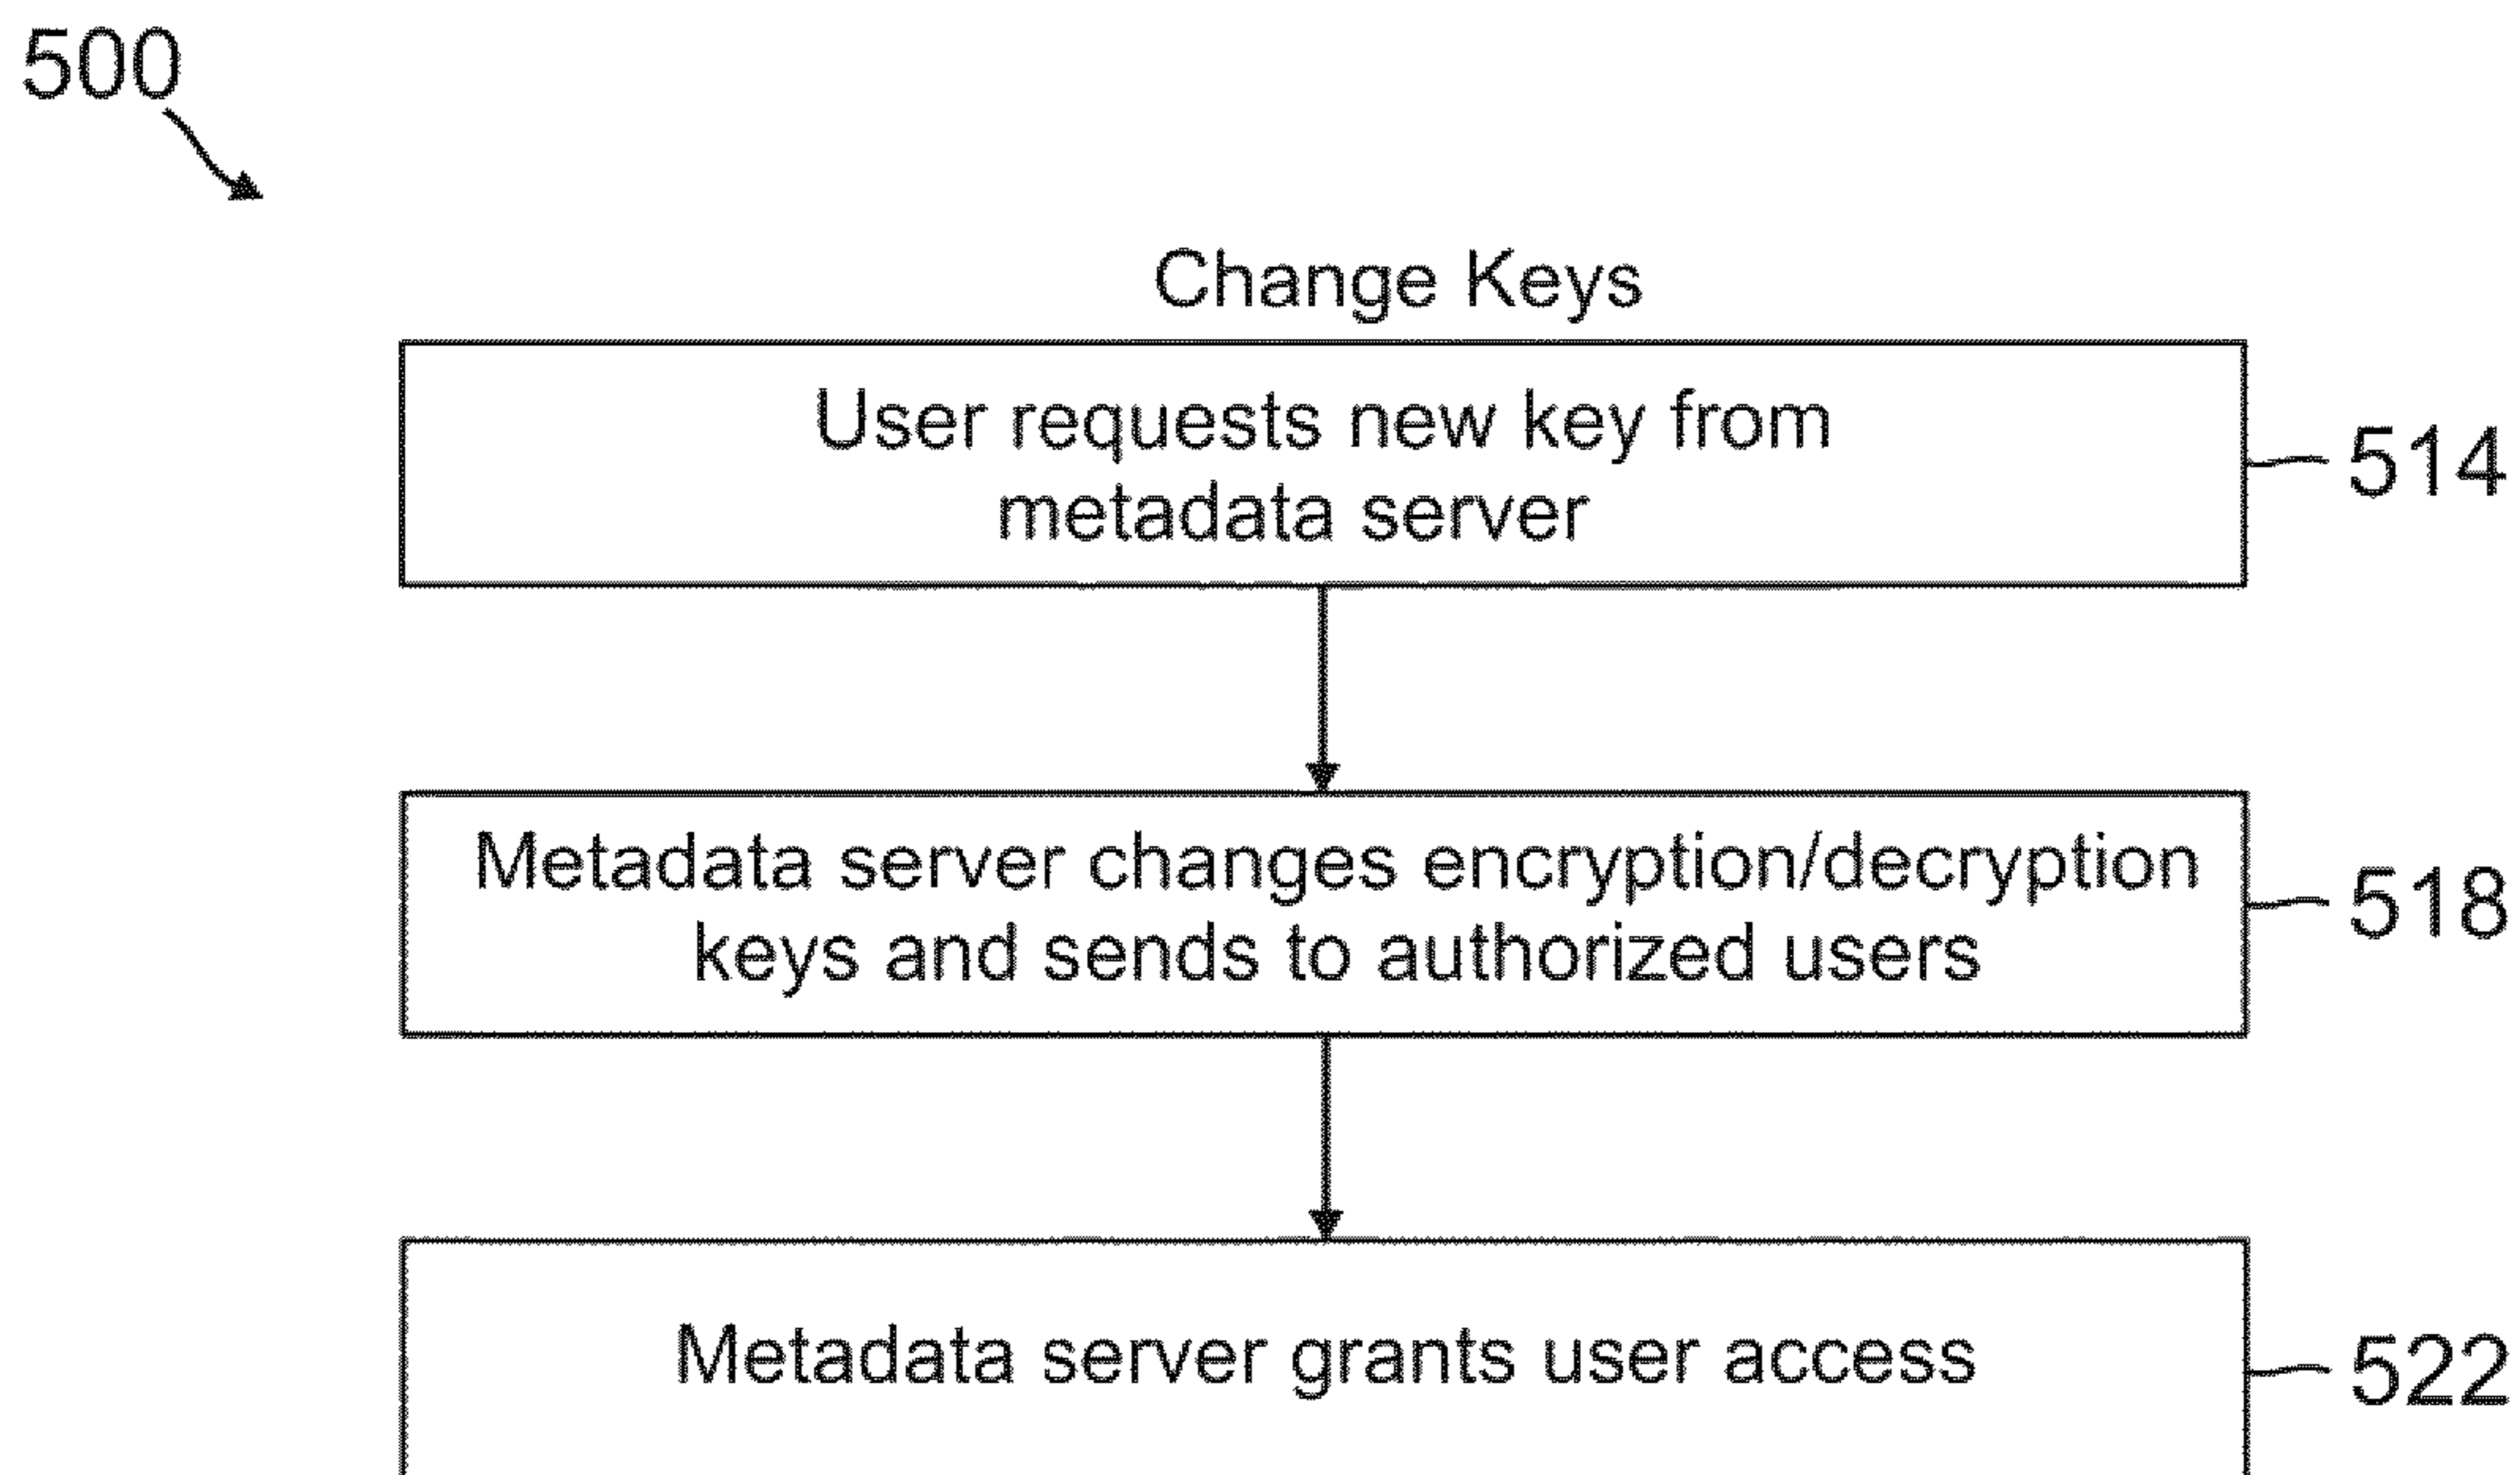 500
Change Keys
User requests new key from
metadata server
514
Metadata server changes encryption/decryption
keys and sends to authorized users
518
Metadata server grants user access
522